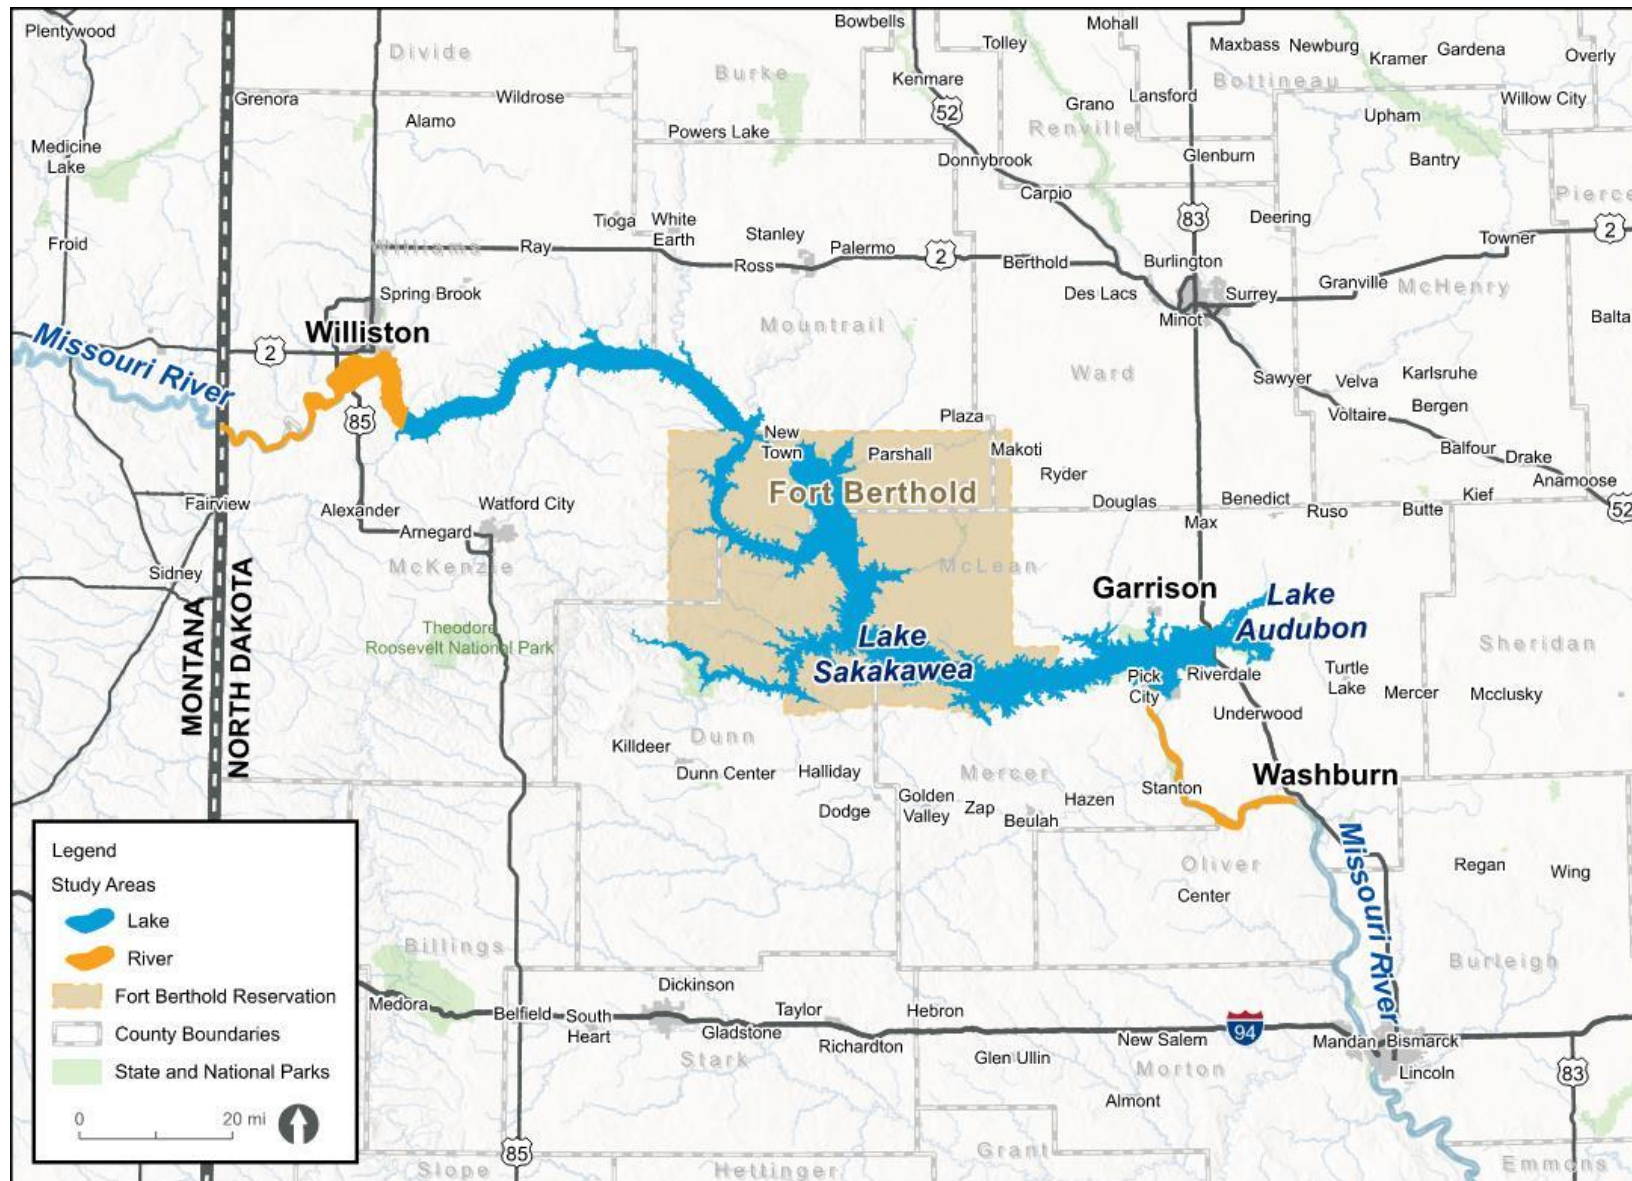 Plentywood
Divide
Bowbells
Mohall
Tolley
Maxbass
Newburg
Kramer
Gardena
Overly
Burke
Kenmare
Bottineau
Grenora
Wildrose
52
Grano
Lansford
Willow City
Alamo
Powers Lake
Renville
Upham
Medicine
Lake
Donnybrook
Glenburn
Bantry
Carpio
Pierce
Tioga
White
Earth
83
Deering
Froid
Williams
Ray
Stanley
Ross
Palermo
2
Berthold
Burlington
Towner
2
Spring Brook
Des Lacs
Surrey
Granville
McHenry
Minot
Balta
Missouri River
Williston
2
Mountrail
Ward
Sawyer
Velva
Karlsruhe
85
Plaza
Voltaire
Bergen
New
Town
Parshall
Makoti
Ryder
Balfour
Drake
Anamoose
Fort Berthold
Fairview
Alexander
Watford City
Douglas
Benedict
Ruso
Butte
Kief
52
Arnegard
Max
McKenzie
McLean
Sidney
Garrison
Lake
Audubon
MONTANA
NORTH DAKOTA
Theodore
Roosevelt National Park
Lake
Sakakawea
Sheridan
Pick
City
Riverdale
Turtle
Lake
Mercer
Mcclusky
Underwood
Killdeer
Dunn
Dunn Center
Halliday
Mercer
Washburn
Stanton
Dodge
Golden
Valley
Zap
Beulah
Hazen
Missouri River
Oliver
Center
Regan
Wing
Billings
Burleigh
Medora
Belfield
South
Heart
Dickinson
Gladstone
Taylor
Richardton
Hebron
Glen Ullin
New Salem
94
Mandan
Bismarck
Lincoln
83
Stark
Morton
Almont
85
Slope
Hettinger
Grant
Emmons
Legend
Study Areas
Lake
River
Fort Berthold Reservation
County Boundaries
State and National Parks
0
20 mi